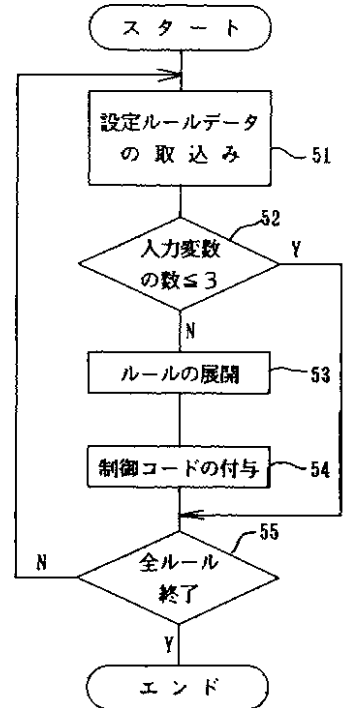 スタート
設定ルールデータ
の取込み
51
52
入力変数
の数≦3
Y
N
ルールの展開
53
制御コードの付与
54
55
N
全ルール
終了
Y
エンド